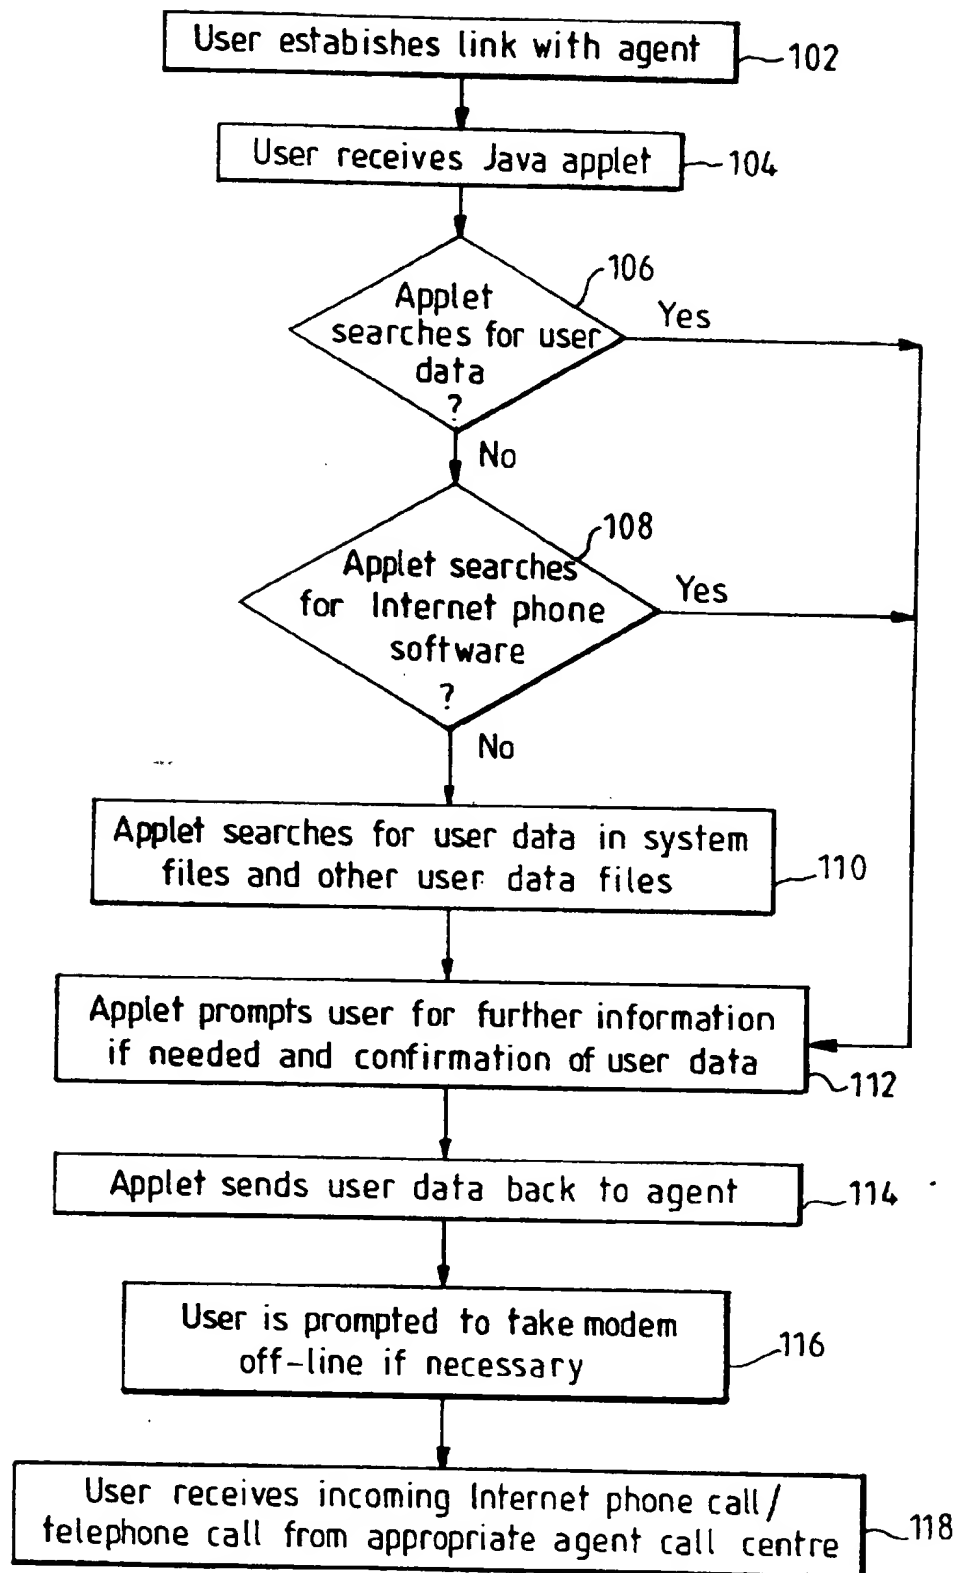 User estabishes link with agent
102
User receives Java applet
104
106
Applet
searches for user
data
?
Yes
No
108
Applet searches
for Internet phone
software
?
Yes
No
Applet searches for user data in system
files and other user data files
110
Applet prompts user for further information
if needed and confirmation of user data
112
Applet sends user data back to agent
114
User is prompted to take modem
off-line if necessary
116
User receives incoming Internet phone call/
telephone call from appropriate agent call centre
118